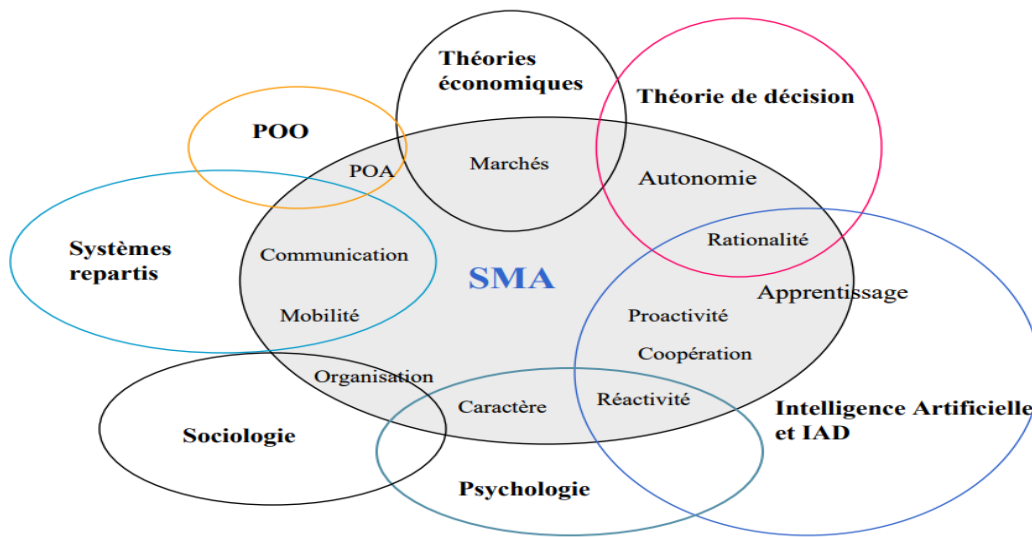 Théories
économiques
Théorie de décision
POO
Marchés
POA
Autonomie
Rationalité
Systèmes
repartis
Communication
SMA
Apprentissage
Mobilité
Proactivité
Coopération
Organisation
Caractère
Réactivité
Intelligence Artificielle
et IAD
Sociologie
Psychologie